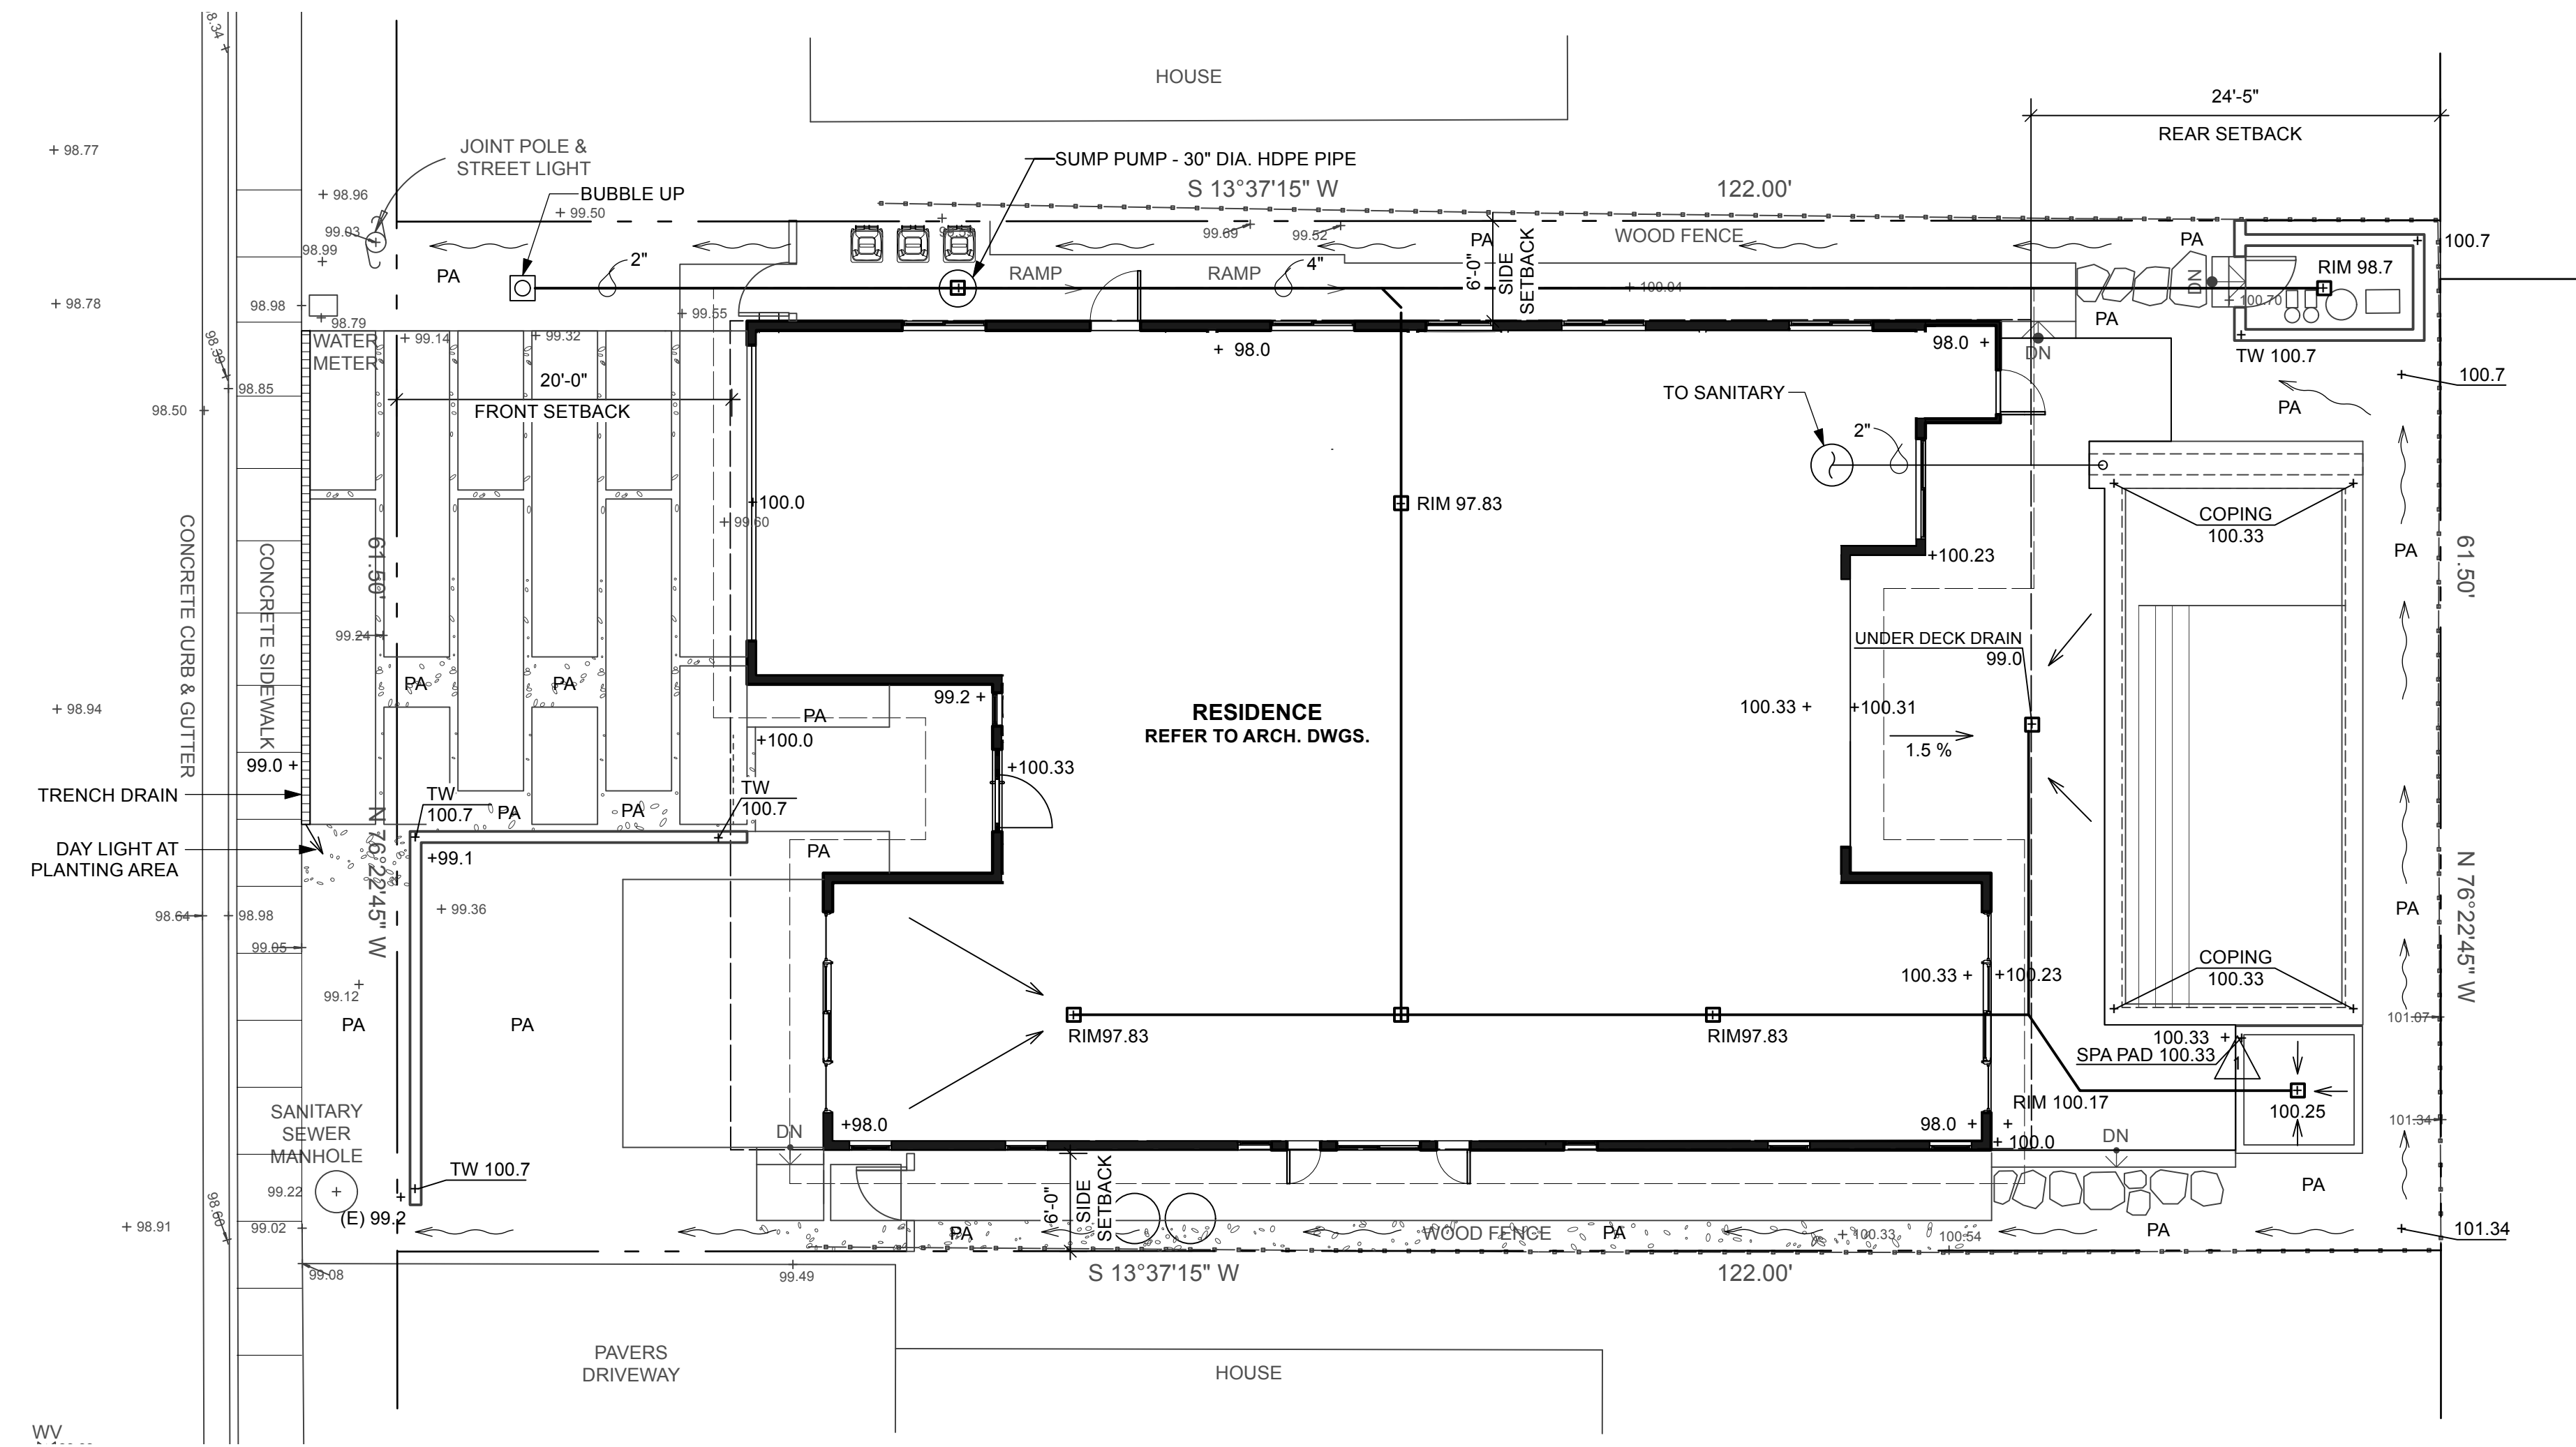 98.34
HOUSE
24'-5"
REAR SETBACK
+ 98.77
JOINT POLE &
STREET LIGHT
SUMP PUMP - 30" DIA. HDPE PIPE
BUBBLE UP
+ 98.96
+ 99.50
S 13°37'15" W
122.00'
99.03
98.99
99.69
99.52
PA
WOOD FENCE
PA
100.7
PA
2"
RAMP
RAMP
4"
6'-0"
SIDE
SETBACK
DN
RIM 98.7
+ 98.78
98.98 +
98.79
+ 99.55
+ 100.04
+ 100.70
PA
WATER
METER
+ 99.14
+ 99.32
+ 98.0
98.0 +
DN
TW 100.7
98.39
20'-0"
FRONT SETBACK
98.85
98.50 +
TO SANITARY
2"
100.7
PA
+100.0
+ 99.60
RIM 97.83
COPING
100.33
CONCRETE CURB & GUTTER
CONCRETE SIDEWALK
61.50'
+100.23
PA
61.50'
99.24
UNDER DECK DRAIN
99.0
PA
PA
99.2 +
PA
+ 98.94
RESIDENCE
REFER TO ARCH. DWGS.
100.33 +
+100.31
1.5 %
+100.0
99.0 +
+100.33
TRENCH DRAIN
TW
100.7
PA
PA
TW
100.7
DAY LIGHT AT
PLANTING AREA
+99.1
PA
N 76°22'45" W
N 76°22'45" W
+ 99.36
98.64
+ 98.98
PA
99.05
COPING
100.33
100.33 +
+100.23
99.12
PA
PA
RIM97.83
RIM97.83
101.07
100.33 +
SPA PAD 100.33
1
RIM 100.17
100.25
SANITARY
SEWER
MANHOLE
+98.0
98.0 +
+
+ 100.0
101.34
DN
DN
TW 100.7
99.22
PA
6'-0"
SIDE
SETBACK
98.60
+ 98.91
99.02 +
(E) 99.2
PA
WOOD FENCE
PA
+ 100.33
100.54
PA
101.34
99.08
99.49
S 13°37'15" W
122.00'
PAVERS
DRIVEWAY
HOUSE
WV